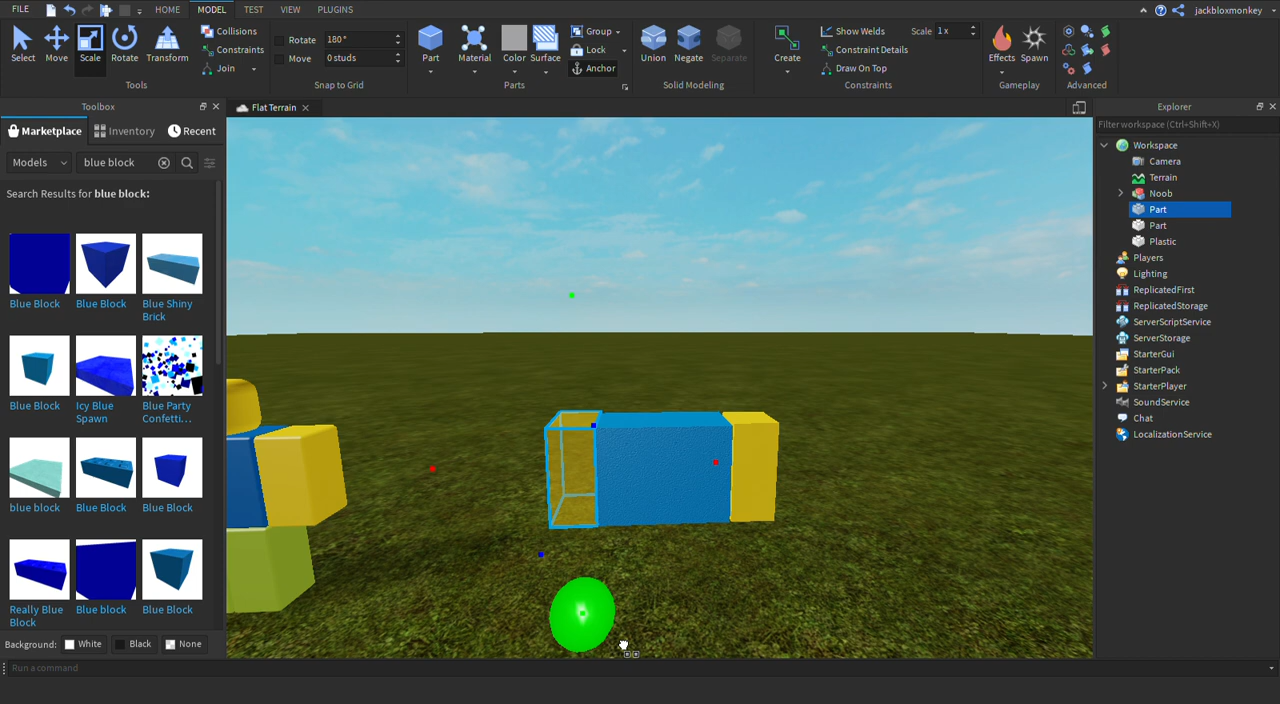 FILE HOME MODEL TEST VIEW PLUGINS jackbloxmonkey
Select Move Scale Rotate Transform
Collisions
Constraints
Join
Tools
Rotate 180°
Move 0 studs
Snap to Grid
Part Material Color Surface
Group
Lock
Anchor
Parts
Union Negate Separate
Solid Modeling
Create
Show Welds Scale 1 x
Constraint Details
Draw On Top
Constraints
Effects Spawn
Gameplay
Advanced
Toolbox
Marketplace Inventory Recent
Models blue block
Search Results for blue block:
Blue Block Blue Block Blue Shiny
Brick
Blue Block Icy Blue Blue Party
Spawn Confetti...
blue block Blue Block Blue Block
Really Blue Blue block Blue Block
Block
Background: White Black None
Run a command
Flat Terrain
Explorer
Filter workspace (Ctrl+Shift+X)
Workspace
Camera
Terrain
Noob
Part
Part
Plastic
Players
Lighting
ReplicatedFirst
ReplicatedStorage
ServerScriptService
ServerStorage
StarterGui
StarterPack
StarterPlayer
SoundService
Chat
LocalizationService